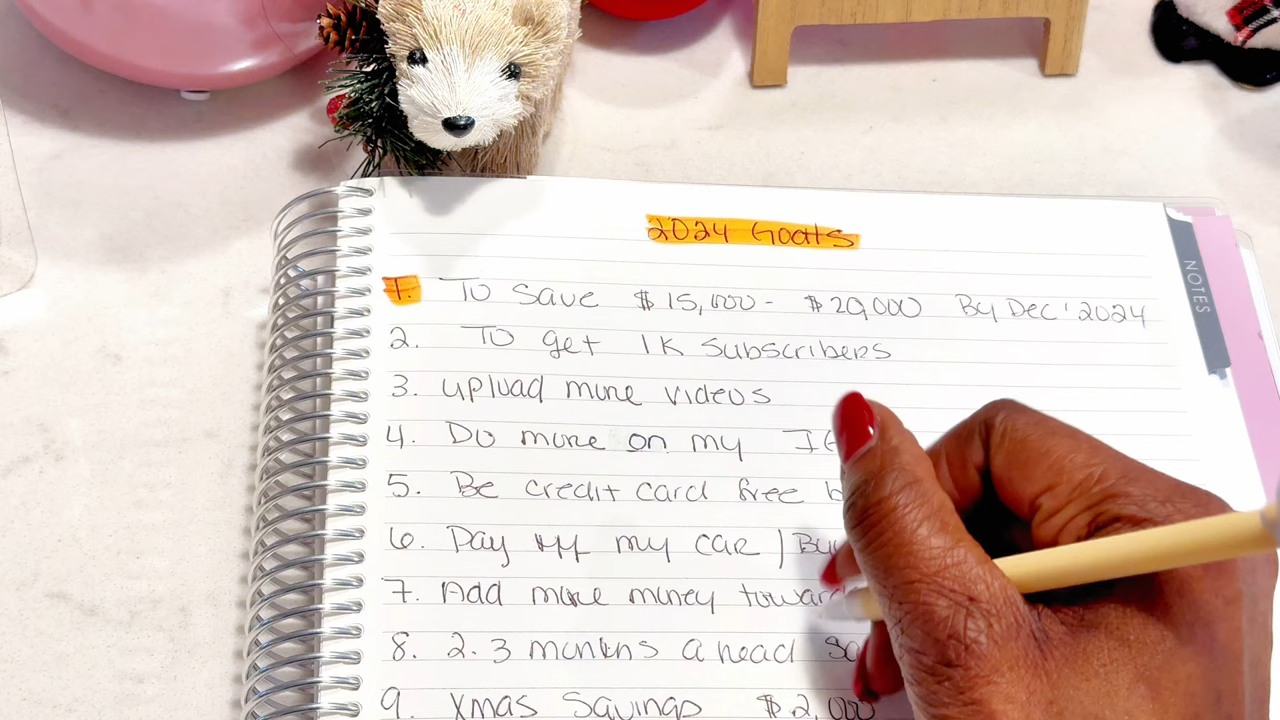 2024 Goals
1. To save $15,000 - $20,000 By Dec' 2024
2. To get 1K subscribers
3. upload more videos
4. Do more on my
5. Be credit card free
6. Pay off my car |
7. Add more money toward
8. 2-3 months ahead
9. Xmas Savings $2,000
NOTES